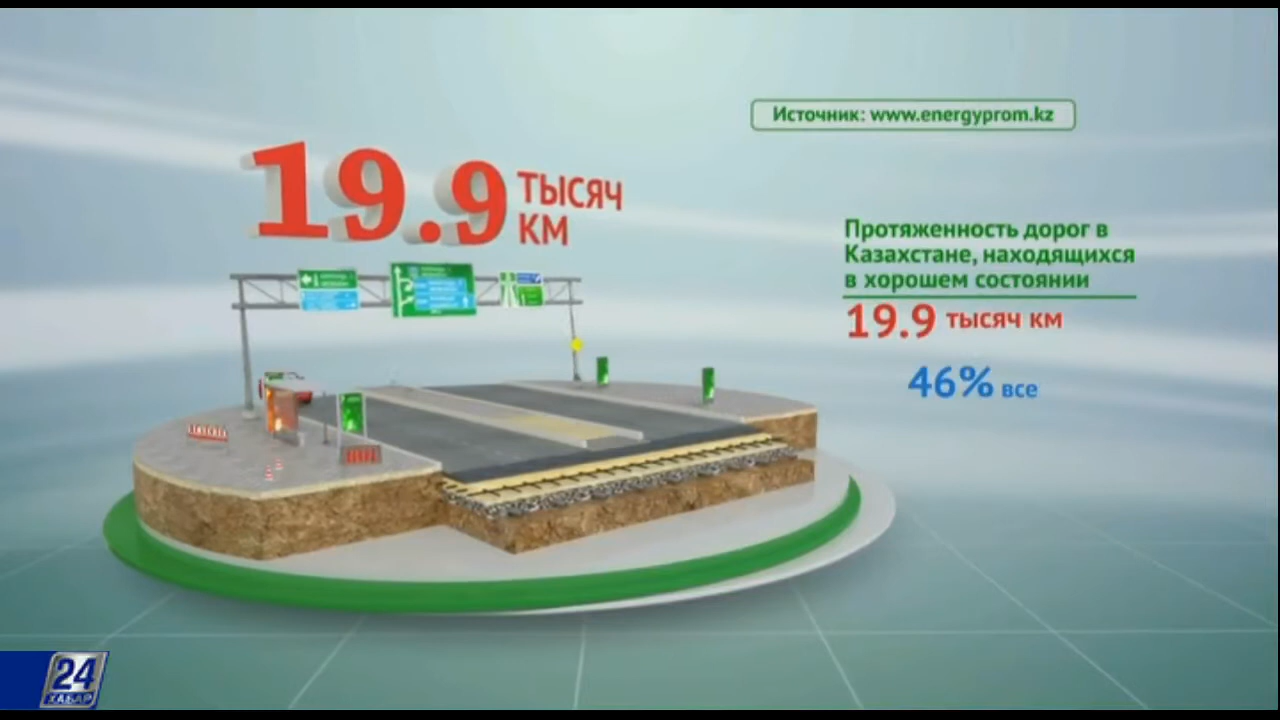 Источник: www.energyprom.kz
19.9 ТЫСЯЧ
КМ
Протяженность дорог в
Казахстане, находящихся
в хорошем состоянии
19.9 тысяч км
46% все
24
ХАБАР